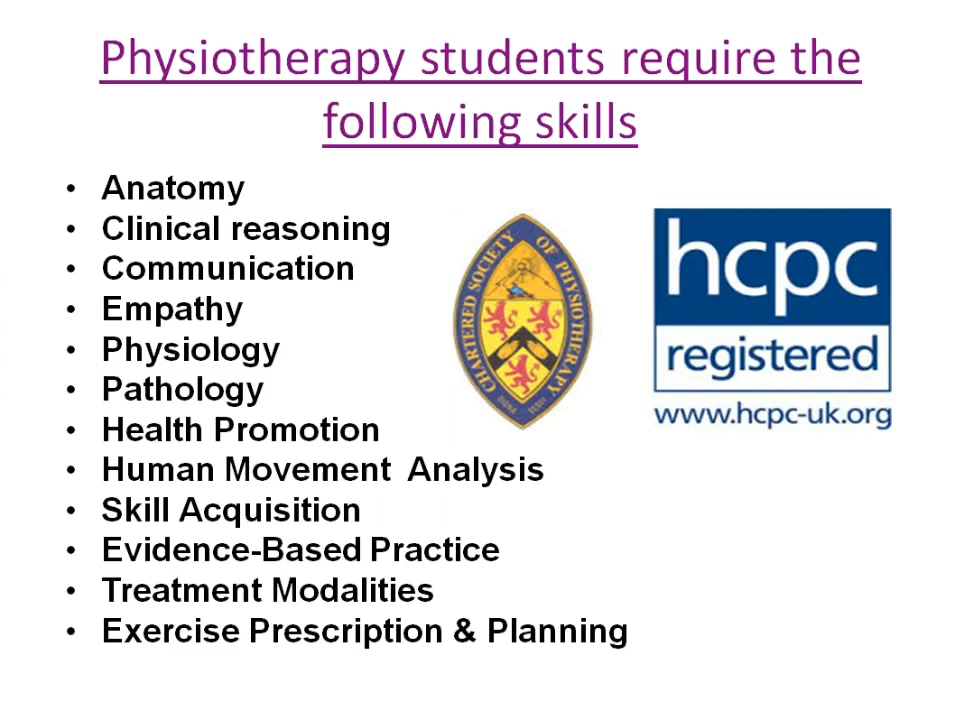 Physiotherapy students require the
following skills
• Anatomy
• Clinical reasoning
• Communication
• Empathy
• Physiology
• Pathology
• Health Promotion
• Human Movement Analysis
• Skill Acquisition
• Evidence-Based Practice
• Treatment Modalities
• Exercise Prescription & Planning
CHARTERED SOCIETY OF PHYSIOTHERAPY
hcpc
registered
www.hcpc-uk.org